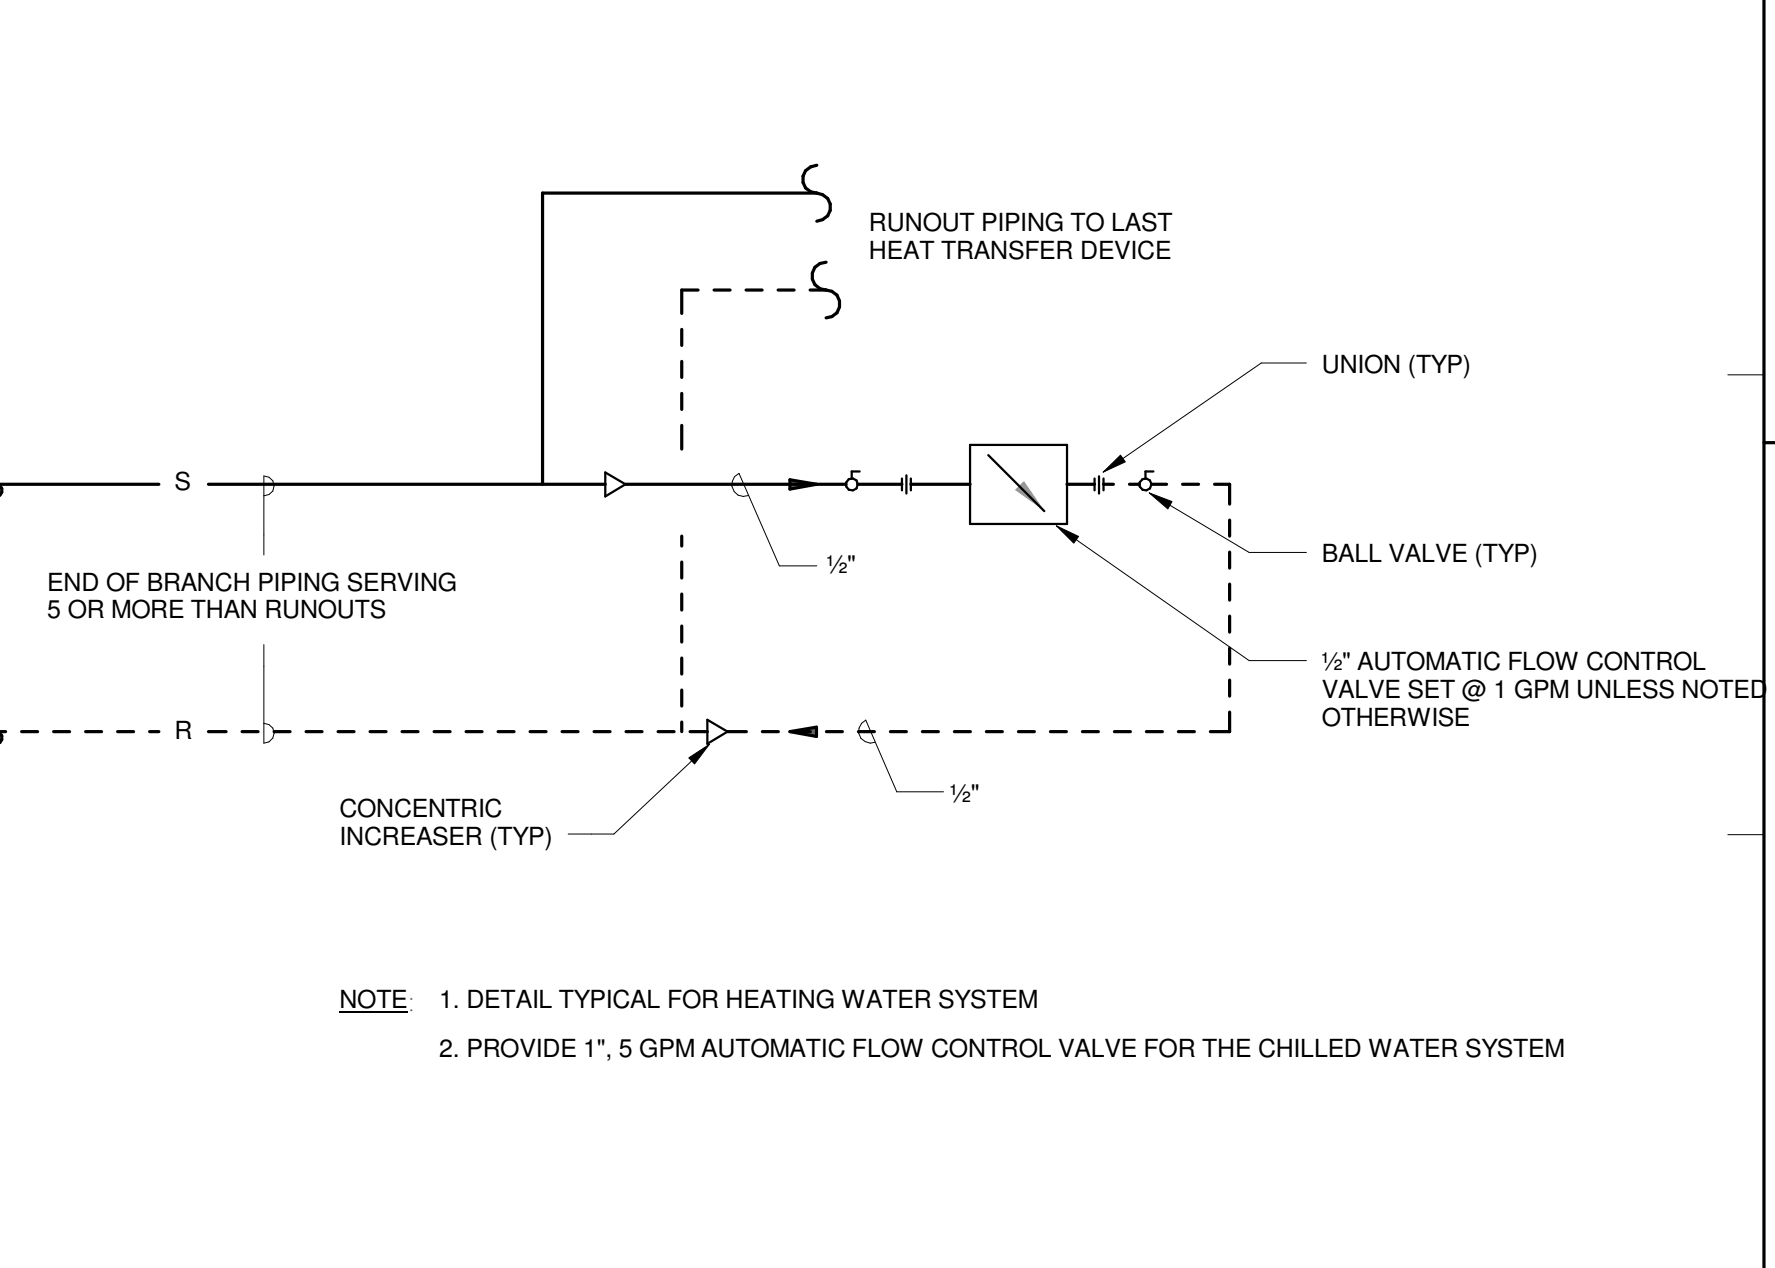 RUNOUT PIPING TO LAST
HEAT TRANSFER DEVICE
UNION (TYP)
S
½"
BALL VALVE (TYP)
END OF BRANCH PIPING SERVING
5 OR MORE THAN RUNOUTS
½" AUTOMATIC FLOW CONTROL
VALVE SET @ 1 GPM UNLESS NOTED
OTHERWISE
R
½"
CONCENTRIC
INCREASER (TYP)
NOTE: 1. DETAIL TYPICAL FOR HEATING WATER SYSTEM
2. PROVIDE 1", 5 GPM AUTOMATIC FLOW CONTROL VALVE FOR THE CHILLED WATER SYSTEM